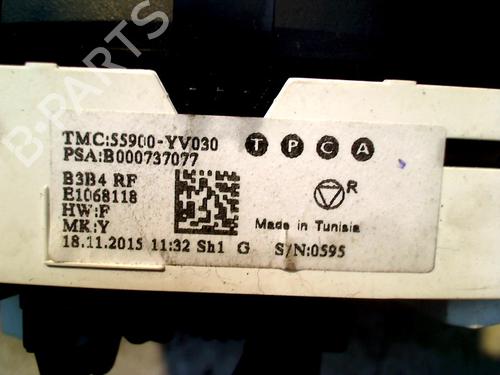 B-PARTS
TMC:55900-YV030
T P C A
PSA:B000737077
B3B4 RF
E1068118
R
HW:F
MK:Y
Made in Tunisia
18.11.2015 11:32 Sh1 G S/N:0595